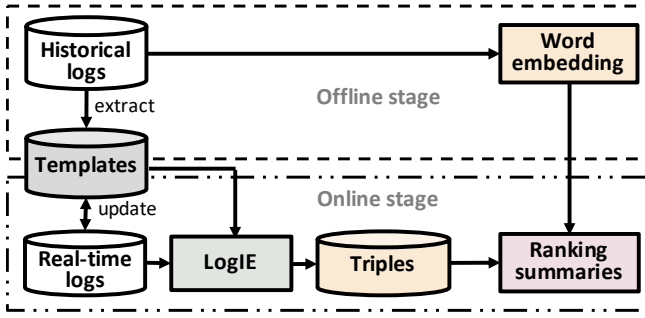 Historical
logs
Word
embedding
extract
Offline stage
Templates
Online stage
update
Real-time
logs
LogIE
Triples
Ranking
summaries